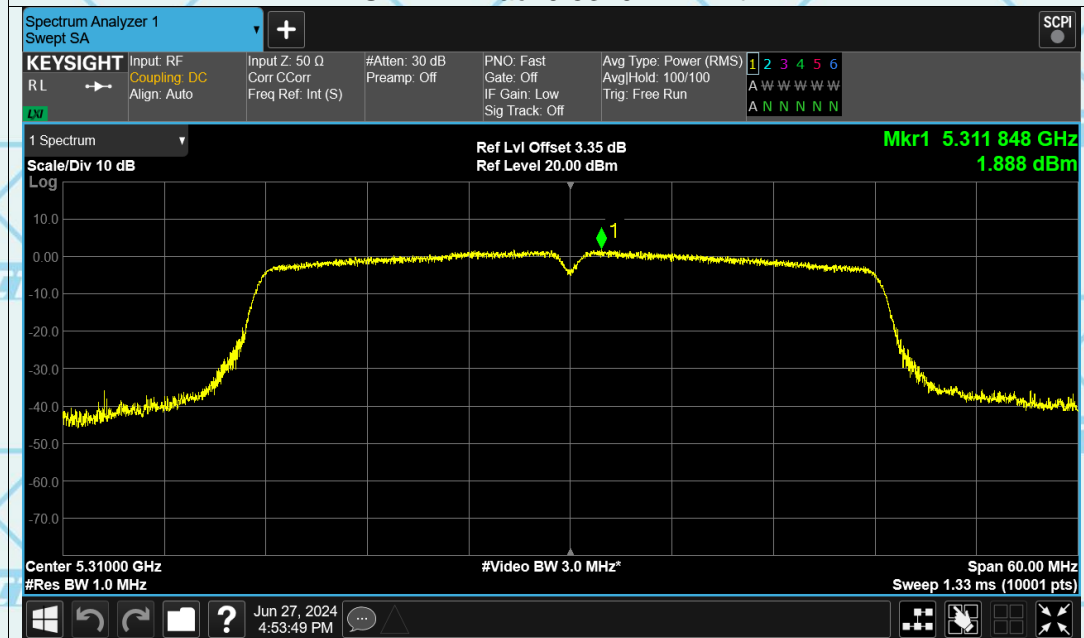 Spectrum Analyzer 1
Swept SA
SCPI
KEYSIGHT
RL
LXI
Input: RF
Coupling: DC
Align: Auto
Input Z: 50 Ω
Corr CCorr
Freq Ref: Int (S)
#Atten: 30 dB
Preamp: Off
PNO: Fast
Gate: Off
IF Gain: Low
Sig Track: Off
Avg Type: Power (RMS)
Avg|Hold: 100/100
Trig: Free Run
1 2 3 4 5 6
A W W W W W
A N N N N N
1 Spectrum
Scale/Div 10 dB
Ref Lvl Offset 3.35 dB
Ref Level 20.00 dBm
Mkr1 5.311 848 GHz
1.888 dBm
Log
10.0
0.00
-10.0
-20.0
-30.0
-40.0
-50.0
-60.0
-70.0
1
Center 5.31000 GHz
#Res BW 1.0 MHz
#Video BW 3.0 MHz*
Span 60.00 MHz
Sweep 1.33 ms (10001 pts)
Jun 27, 2024
4:53:49 PM